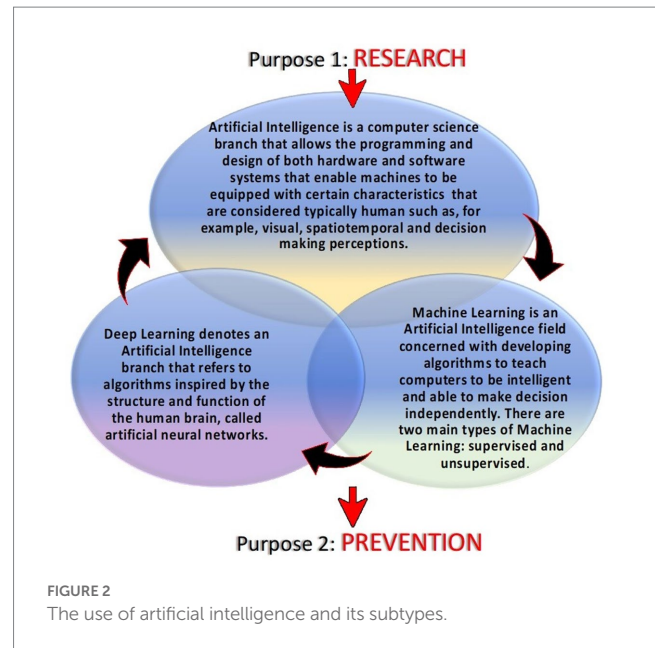 Purpose 1: RESEARCH
Artificial Intelligence is a computer science
branch that allows the programming and
design of both hardware and software
systems that enable machines to be
equipped with certain characteristics that
are considered typically human such as, for
example, visual, spatiotemporal and decision
making perceptions.
Deep Learning denotes an
Artificial Intelligence
branch that refers to
algorithms inspired by the
structure and function of
the human brain, called
artificial neural networks.
Machine Learning is an
Artificial Intelligence field
concerned with developing
algorithms to teach
computers to be intelligent
and able to make decision
independently. There are
two main types of Machine
Learning: supervised and
unsupervised.
Purpose 2: PREVENTION
FIGURE 2
The use of artificial intelligence and its subtypes.